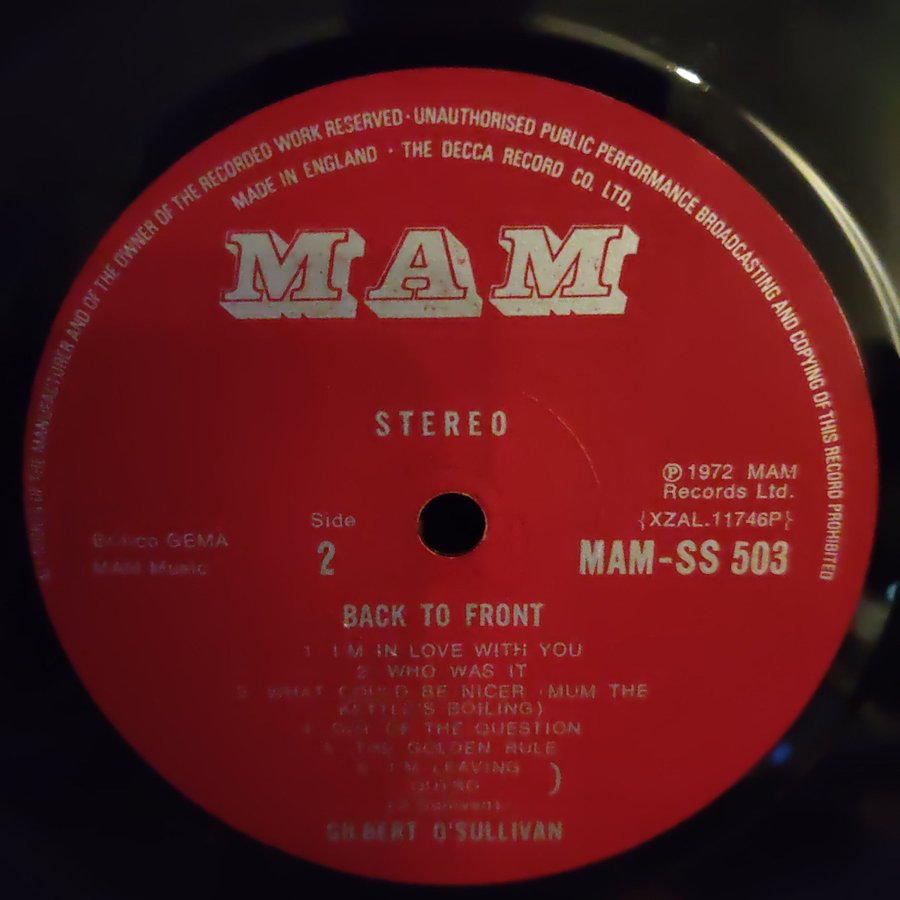 OF THE MANUFACTURER AND OF THE OWNER OF THE RECORDED WORK RESERVED · UNAUTHORISED PUBLIC PERFORMANCE BROADCASTING AND COPYING OF THIS RECORD PROHIBITED
MADE IN ENGLAND · THE DECCA RECORD CO. LTD.
MAM
STEREO
℗ 1972 MAM
Records Ltd.
{XZAL.11746P}
MAM-SS 503
Side
2
GEMA
MAM Music
BACK TO FRONT
1. I'M IN LOVE WITH YOU
2. WHO WAS IT
3. WHAT COULD BE NICER (MUM THE
KETTLE'S BOILING)
4. OUT OF THE QUESTION
5. THE GOLDEN RULE
6. I'M LEAVING
OUTRO
GILBERT O'SULLIVAN